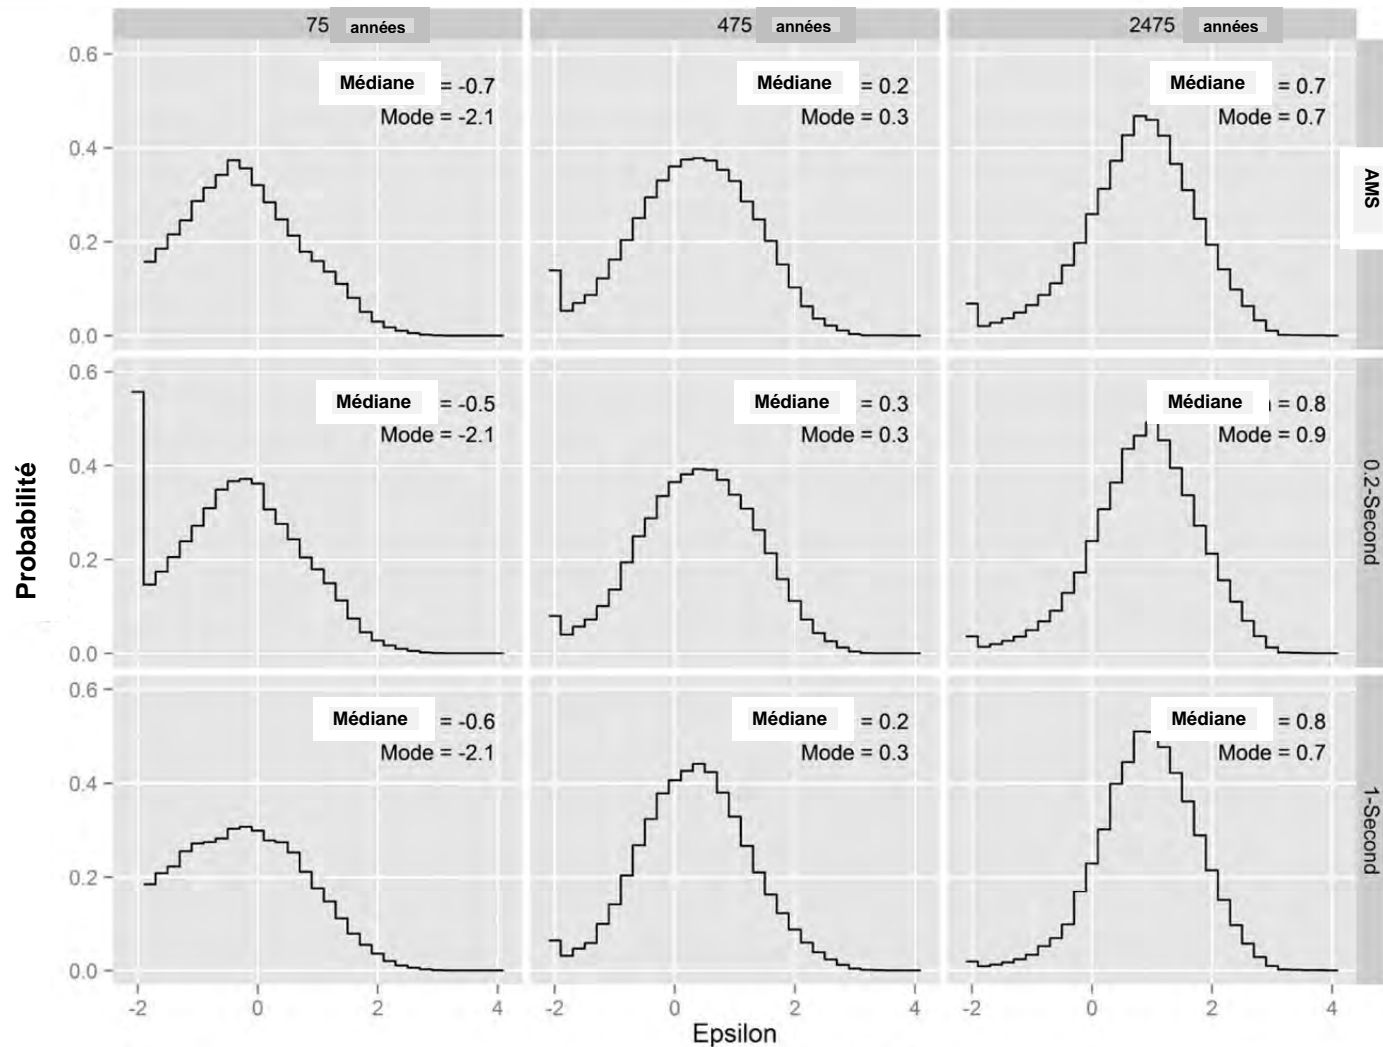 75 années 475 années 2475 années
0.6
0.4
0.2
0.0
Médiane = -0.7
Mode = -2.1
Médiane = 0.2
Mode = 0.3
Médiane = 0.7
Mode = 0.7
AMS
0.6
0.4
0.2
0.0
Médiane = -0.5
Mode = -2.1
Médiane = 0.3
Mode = 0.3
Médiane = 0.8
Mode = 0.9
0.2-Second
Probabilité
0.6
0.4
0.2
0.0
Médiane = -0.6
Mode = -2.1
Médiane = 0.2
Mode = 0.3
Médiane = 0.8
Mode = 0.7
1-Second
-2 0 2 4 -2 0 2 4 -2 0 2 4
Epsilon